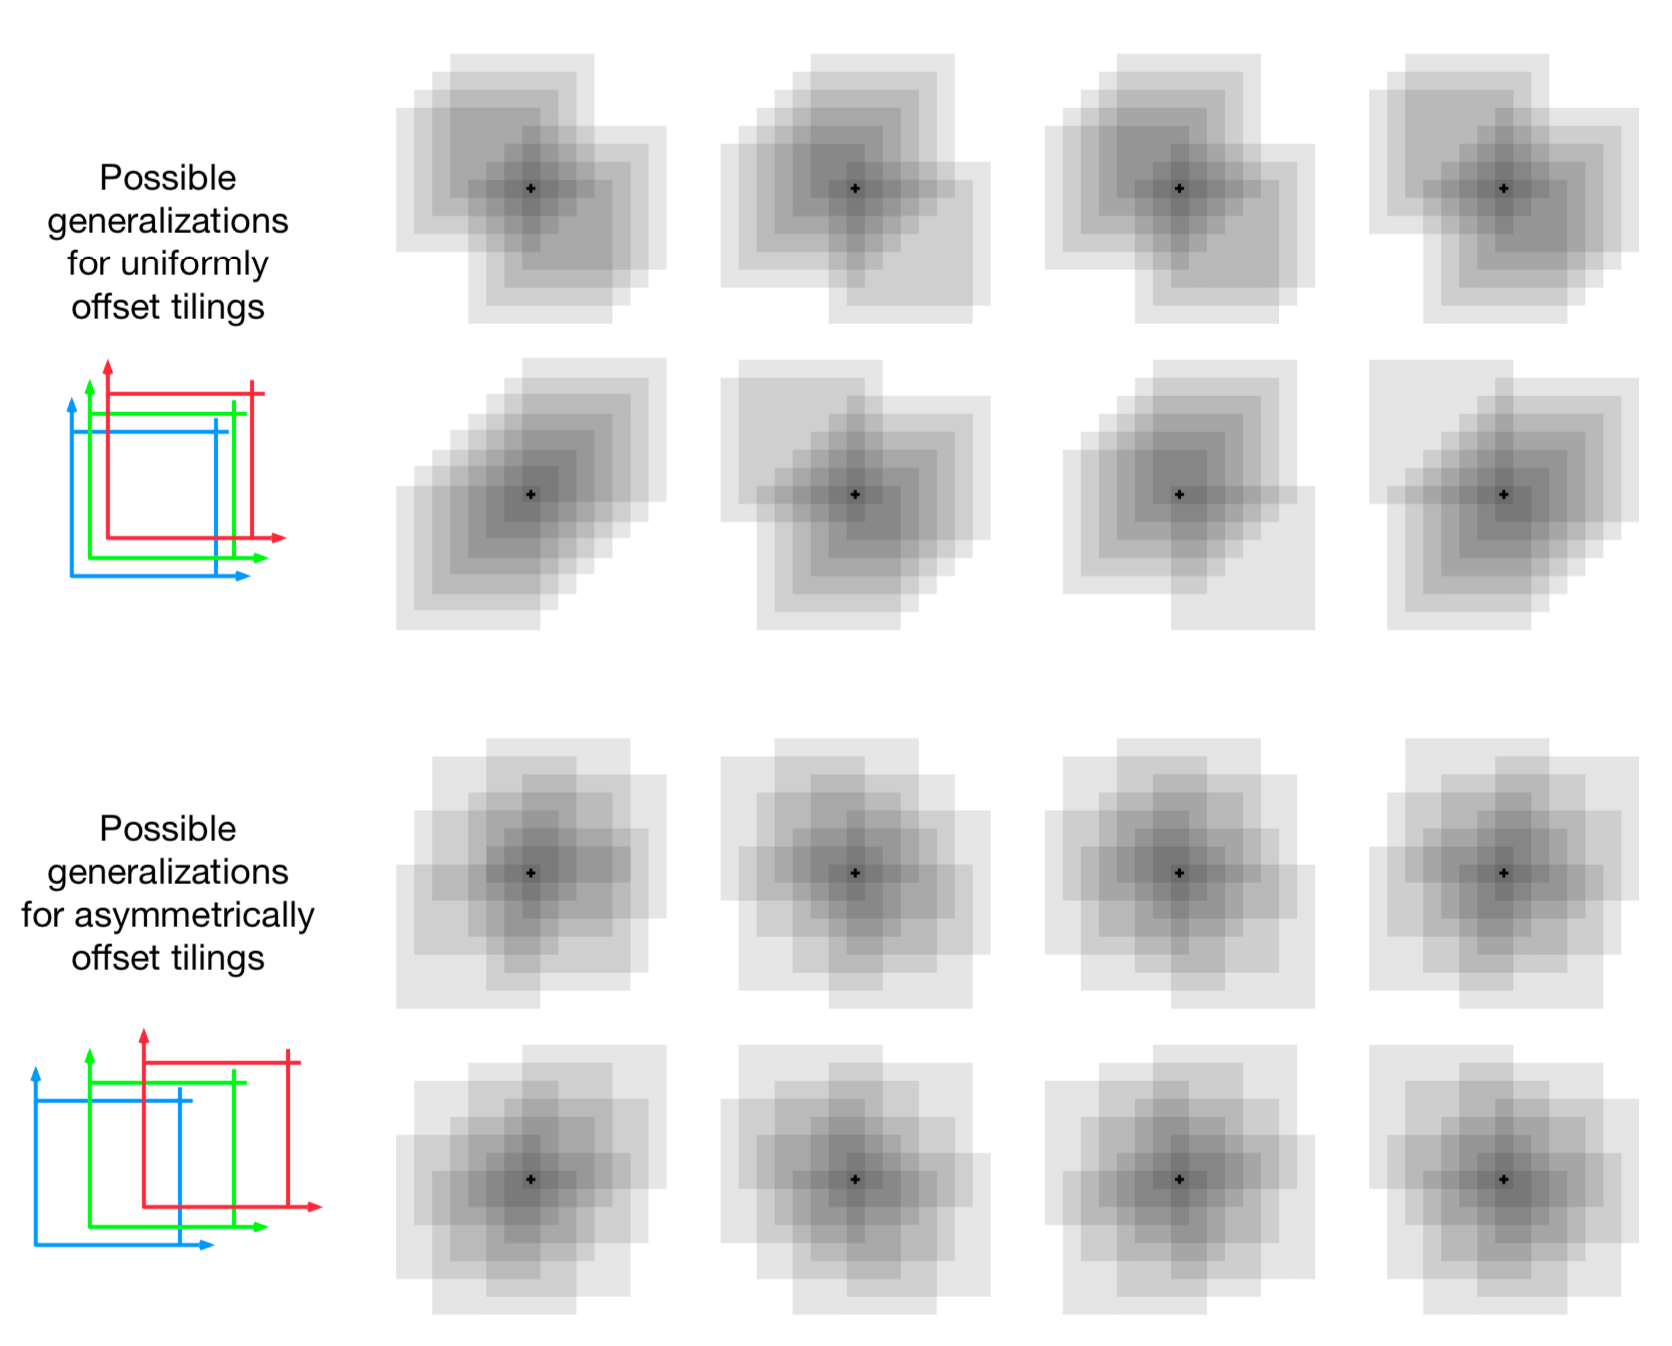 Possible
generalizations
for uniformly
offset tilings
Possible
generalizations
for asymmetrically
offset tilings